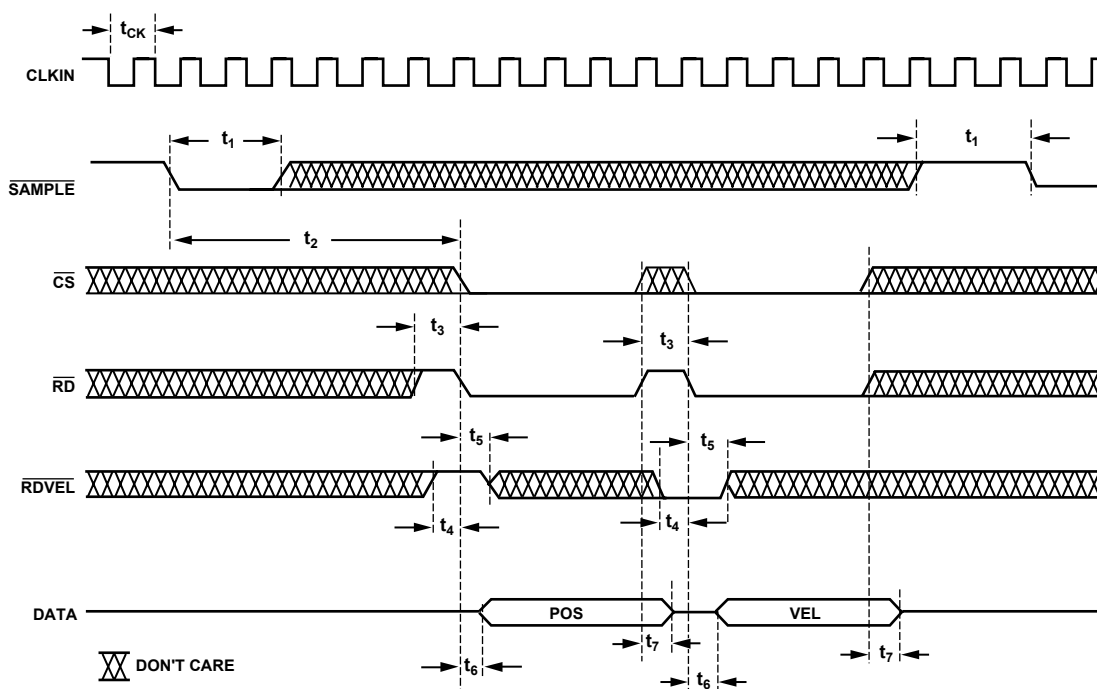 tCK
CLKIN
t1
t1
SAMPLE
t2
CS
t3
t3
RD
t5
t5
RDVEL
t4
t4
DATA
POS
VEL
t7
t7
t6
t6
DON'T CARE